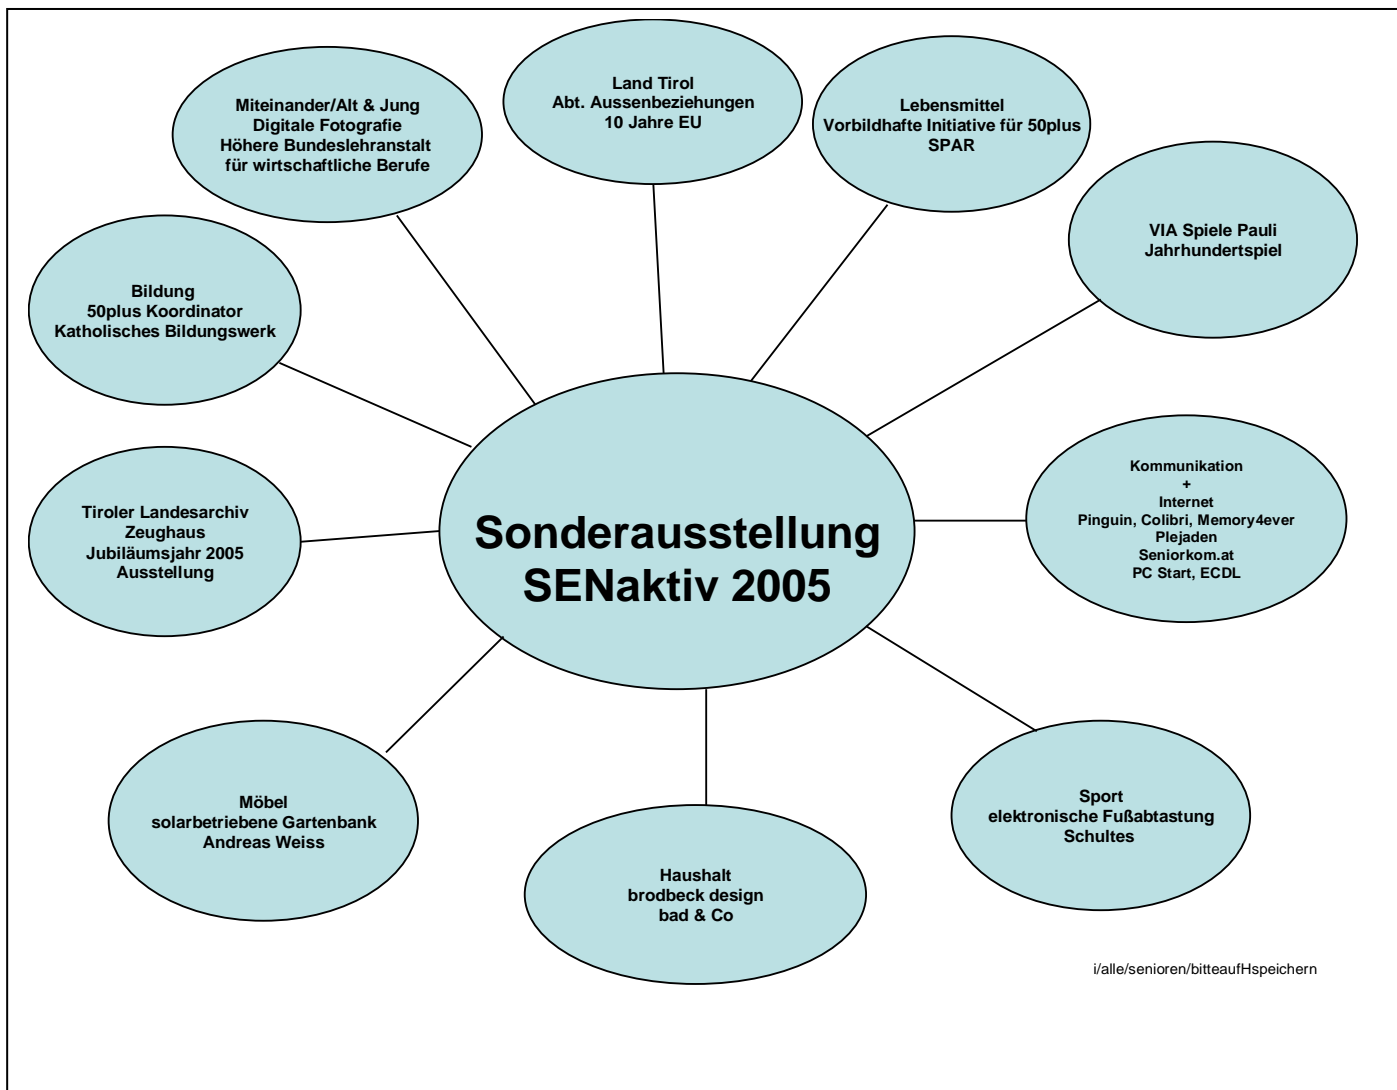 Miteinander/Alt & Jung
Digitale Fotografie
Höhere Bundeslehranstalt
für wirtschaftliche Berufe
Land Tirol
Abt. Aussenbeziehungen
10 Jahre EU
Lebensmittel
Vorbildhafte Initiative für 50plus
SPAR
VIA Spiele Pauli
Jahrhundertspiel
Bildung
50plus Koordinator
Katholisches Bildungswerk
Kommunikation
+
Internet
Pinguin, Colibri, Memory4ever
Plejaden
Seniorkom.at
PC Start, ECDL
Tiroler Landesarchiv
Zeughaus
Jubiläumsjahr 2005
Ausstellung
Sonderausstellung
SENaktiv 2005
Möbel
solarbetriebene Gartenbank
Andreas Weiss
Haushalt
brodbeck design
bad & Co
Sport
elektronische Fußabtastung
Schultes
i/alle/senioren/bitteaufHspeichern